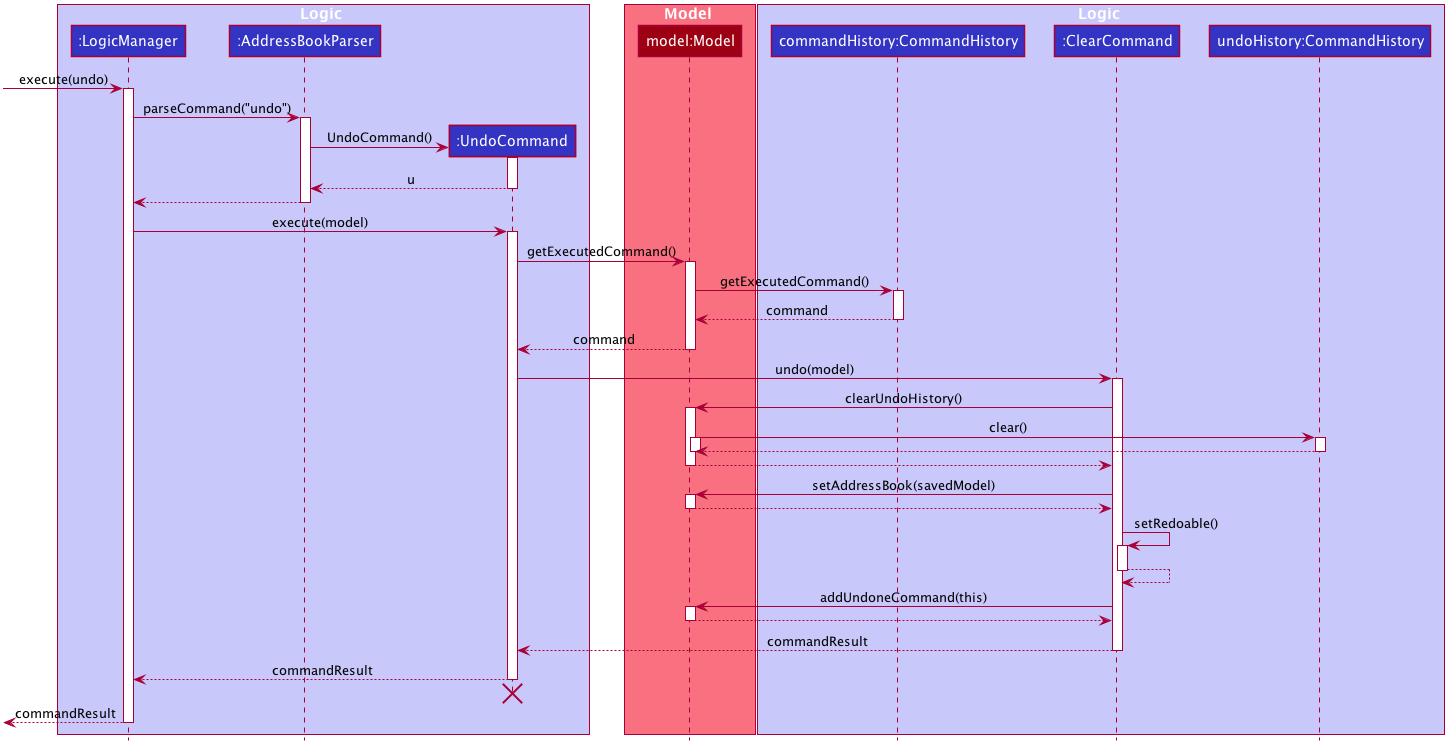 Logic
Model
Logic
:LogicManager
:AddressBookParser
model:Model
commandHistory:CommandHistory
:ClearCommand
undoHistory:CommandHistory
execute(undo)
parseCommand("undo")
UndoCommand()
:UndoCommand
u
execute(model)
getExecutedCommand()
getExecutedCommand()
command
command
undo(model)
clearUndoHistory()
clear()
setAddressBook(savedModel)
setRedoable()
addUndoneCommand(this)
commandResult
commandResult
commandResult